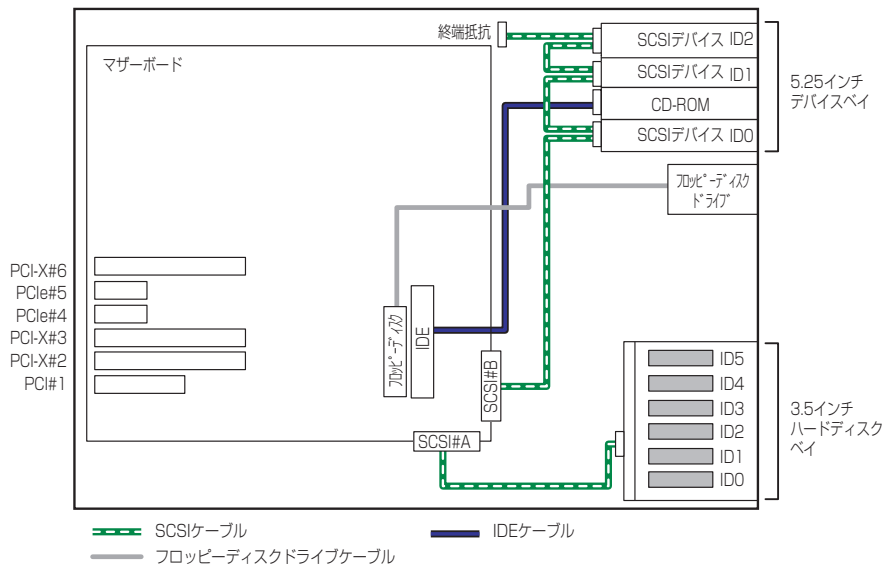 終端抵抗
SCSIデバイス ID2
マザーボード
SCSIデバイス ID1
5.25インチ
デバイスベイ
CD-ROM
SCSIデバイス ID0
フロッピーディスク
ドライブ
PCI-X#6
PCIe#5
PCIe#4
PCI-X#3
PCI-X#2
PCI#1
フロッピーディスク
IDE
SCSI#B
SCSI#A
ID5
ID4
ID3
ID2
ID1
ID0
3.5インチ
ハードディスク
ベイ
SCSIケーブル
IDEケーブル
フロッピーディスクドライブケーブル